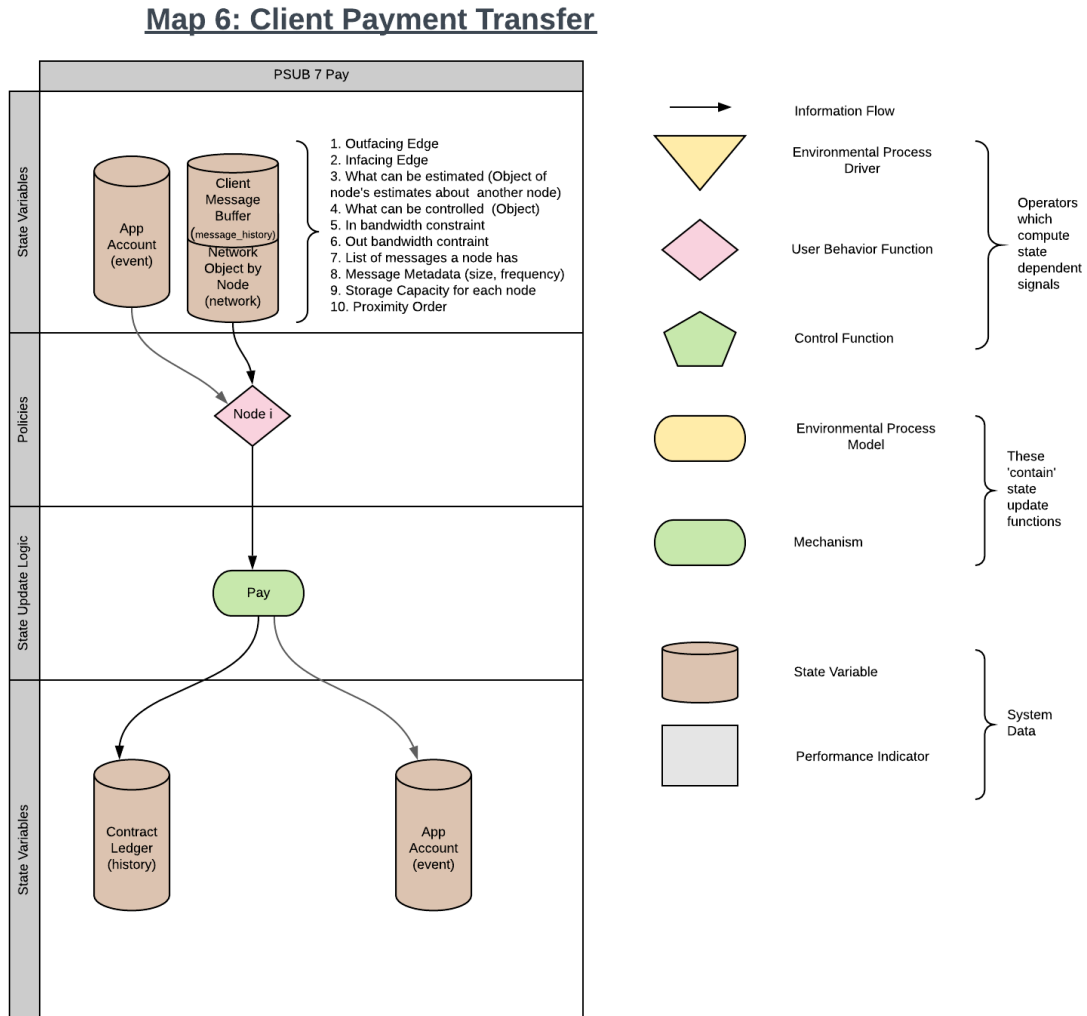 Map 6: Client Payment Transfer
PSUB 7 Pay
State Variables
App
Account
(event)
Client
Message
Buffer
(message_history)
Network
Object by
Node
(network)
1. Outfacing Edge
2. Infacing Edge
3. What can be estimated (Object of
node's estimates about another node)
4. What can be controlled (Object)
5. In bandwidth constraint
6. Out bandwidth contraint
7. List of messages a node has
8. Message Metadata (size, frequency)
9. Storage Capacity for each node
10. Proximity Order
Policies
Node i
State Update Logic
Pay
State Variables
Contract
Ledger
(history)
App
Account
(event)
Information Flow
Environmental Process
Driver
User Behavior Function
Control Function
Operators
which
compute
state
dependent
signals
Environmental Process
Model
Mechanism
These
'contain'
state
update
functions
State Variable
Performance Indicator
System
Data